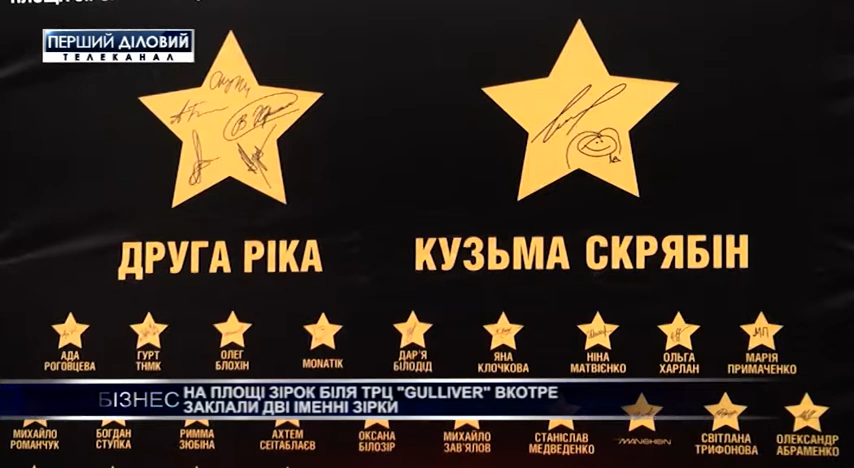 ПЕРШИЙ ДІЛОВИЙ
ТЕЛЕКАНАЛ
ДРУГА РІКА
КУЗЬМА СКРЯБІН
АДА
РОГОВЦЕВА
ГУРТ
ТНМК
ОЛЕГ
БЛОХІН
MONATIK
ДАР'Я
БІЛОДІД
ЯНА
КЛОЧКОВА
НІНА
МАТВІЄНКО
ОЛЬГА
ХАРЛАН
МАРІЯ
ПРИМАЧЕНКО
БІЗНЕС
НА ПЛОЩІ ЗІРОК БІЛЯ ТРЦ "GULLIVER" ВКОТРЕ
ЗАКЛАЛИ ДВІ ІМЕННІ ЗІРКИ
МИХАЙЛО
РОМАНЧУК
БОГДАН
СТУПКА
РИММА
ЗЮБІНА
АХТЕМ
СЕІТАБЛАЄВ
ОКСАНА
БІЛОЗІР
МИХАЙЛО
ЗАВ'ЯЛОВ
СТАНІСЛАВ
МЕДВЕДЕНКО
СВІТЛАНА
ТРИФОНОВА
ОЛЕКСАНДР
АБРАМЕНКО